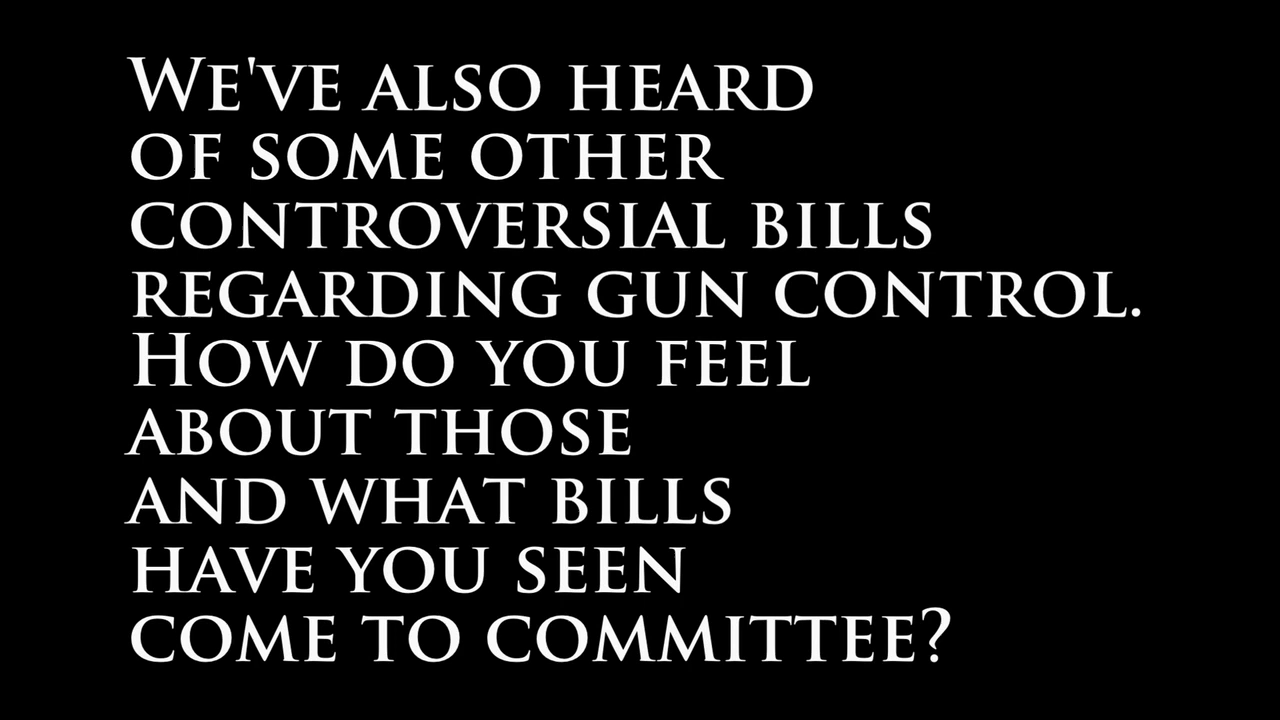 We've also heard
of some other
controversial bills
regarding gun control.
How do you feel
about those
and what bills
have you seen
come to committee?